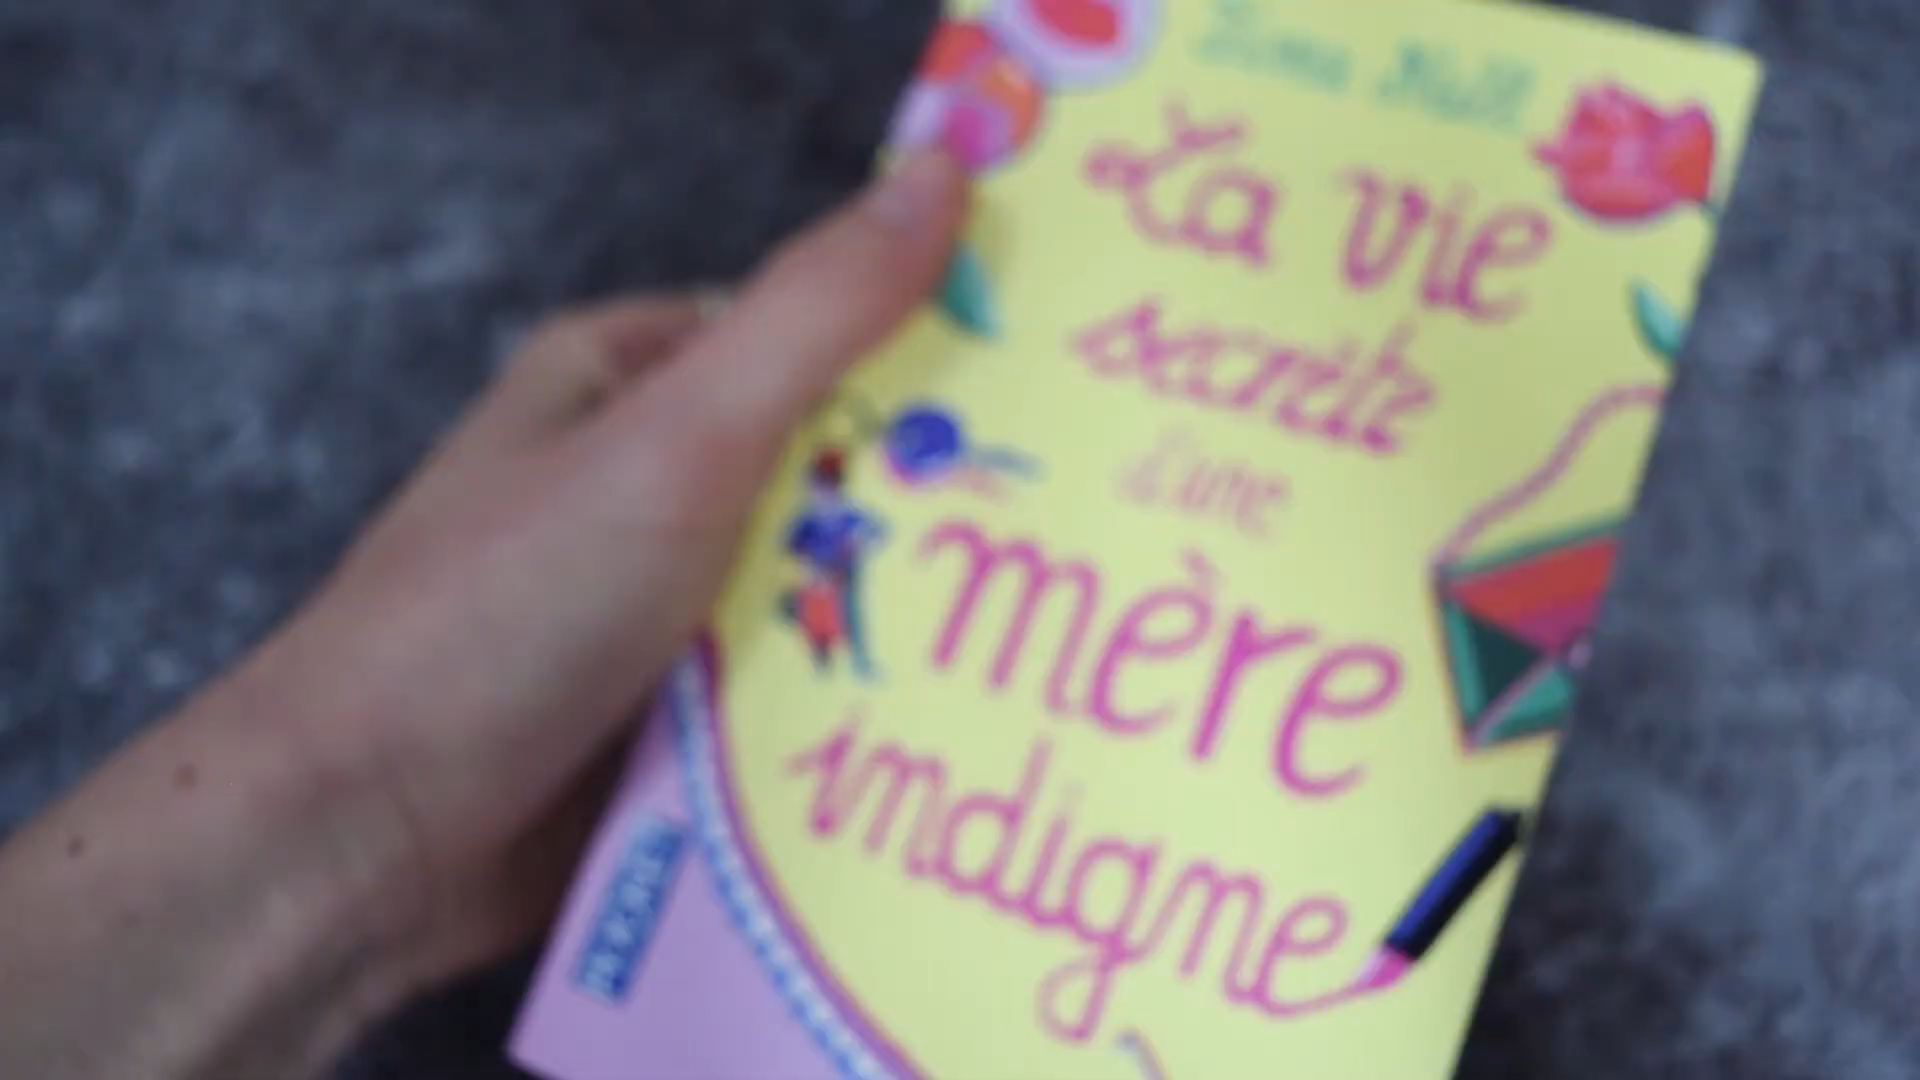 La vie
secrète
d'une
mère
indigne